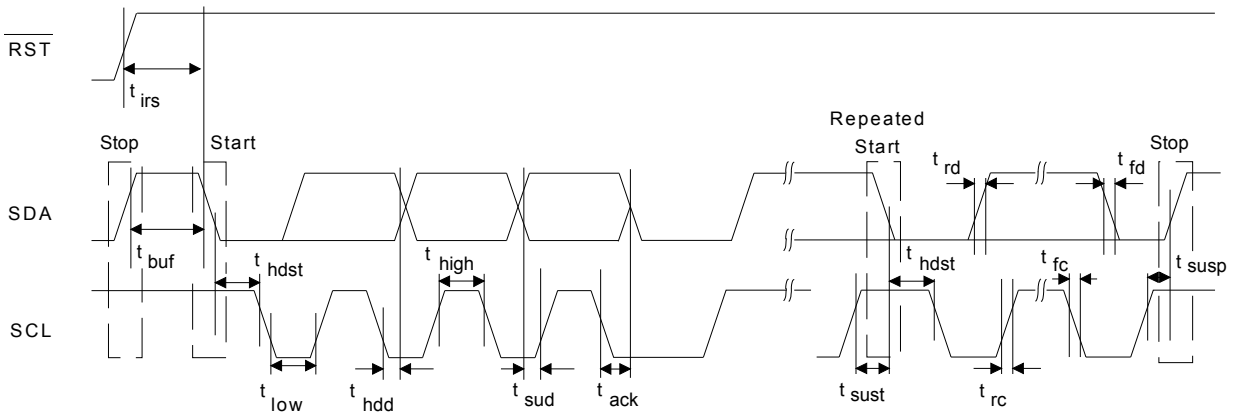 RST
t irs
Repeated
Stop Start Start Stop
t rd t fd
SDA
t buf t hdst t high t hdst t fc t susp
SCL
t low t hdd t sud t ack t sust t rc